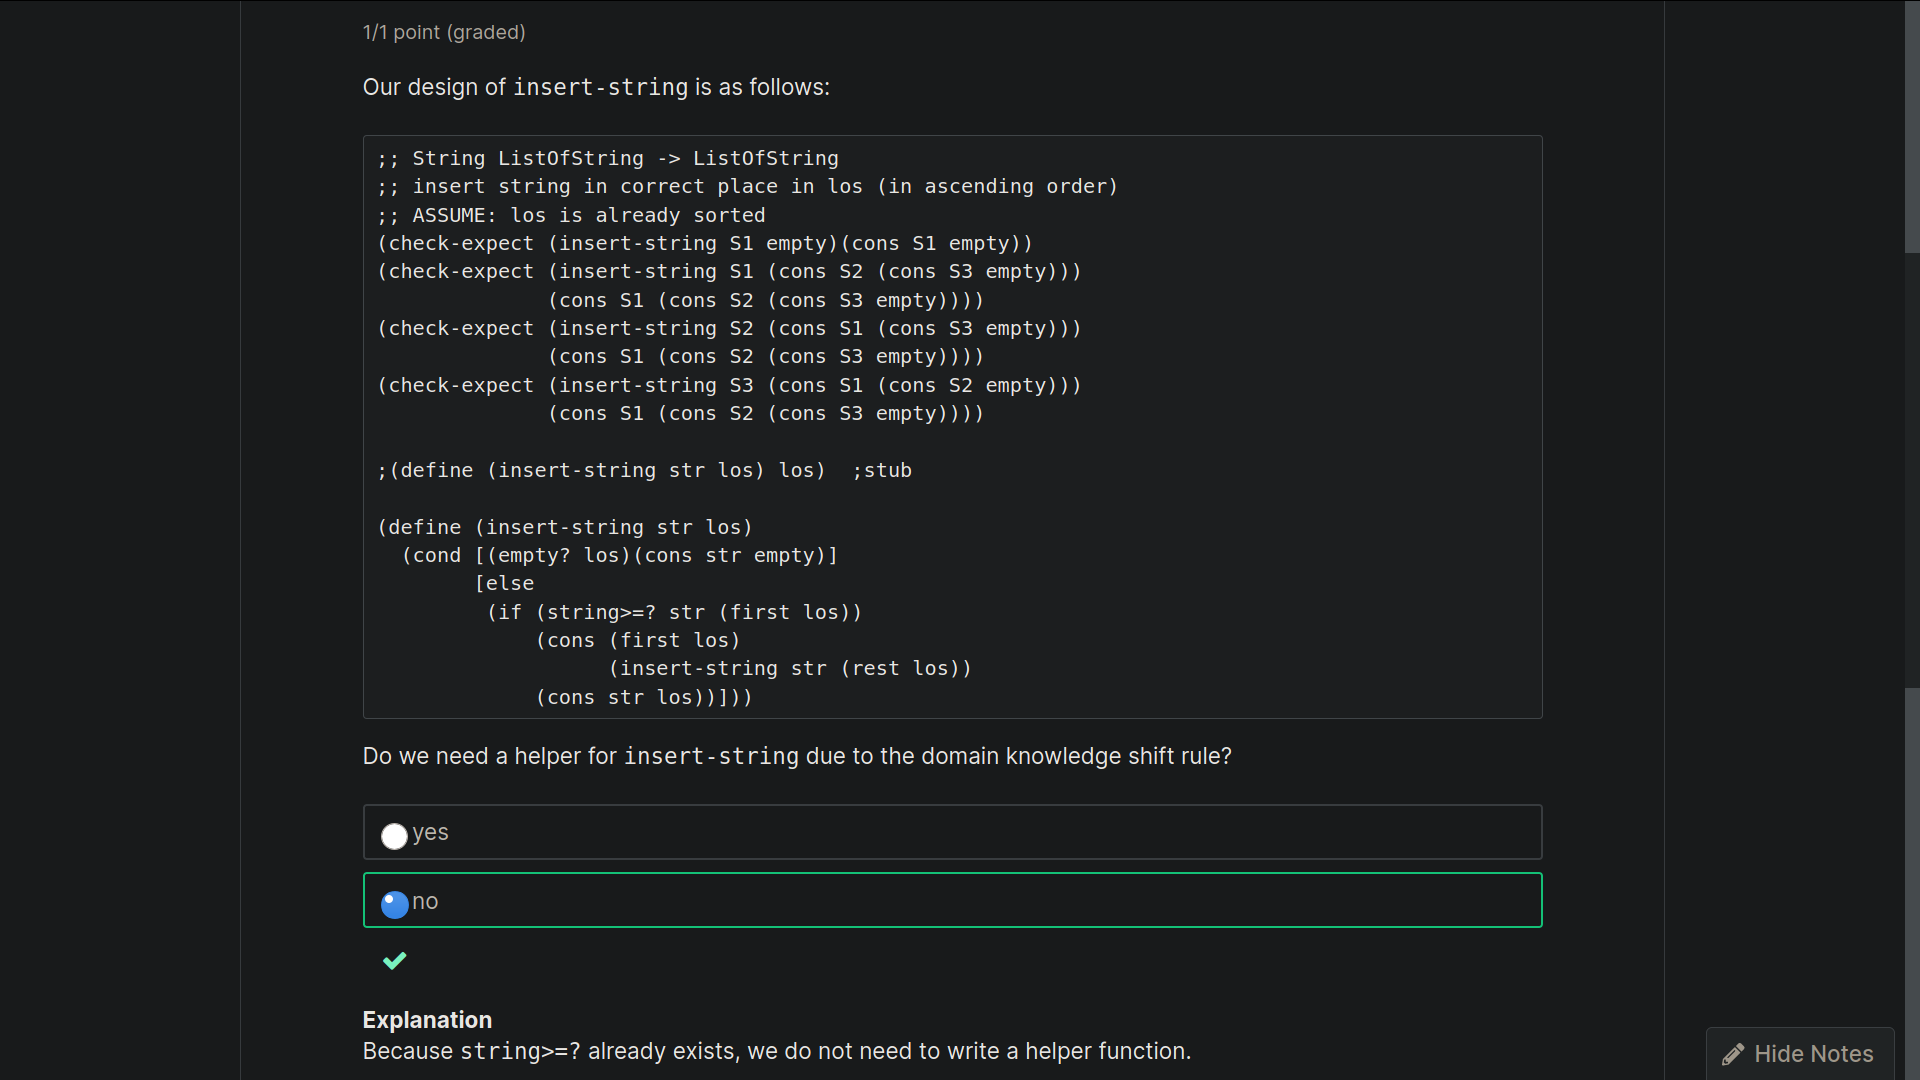 1/1 point (graded)
Our design of insert-string is as follows:
;; String ListOfString -> ListOfString
;; insert string in correct place in los (in ascending order)
;; ASSUME: los is already sorted
(check-expect (insert-string S1 empty)(cons S1 empty))
(check-expect (insert-string S1 (cons S2 (cons S3 empty)))
              (cons S1 (cons S2 (cons S3 empty))))
(check-expect (insert-string S2 (cons S1 (cons S3 empty)))
              (cons S1 (cons S2 (cons S3 empty))))
(check-expect (insert-string S3 (cons S1 (cons S2 empty)))
              (cons S1 (cons S2 (cons S3 empty))))
;(define (insert-string str los) los)  ;stub
(define (insert-string str los)
  (cond [(empty? los)(cons str empty)]
        [else
         (if (string>=? str (first los))
             (cons (first los)
                   (insert-string str (rest los))
             (cons str los))]))
Do we need a helper for insert-string due to the domain knowledge shift rule?
yes
no
Explanation
Because string>=? already exists, we do not need to write a helper function.
Hide Notes